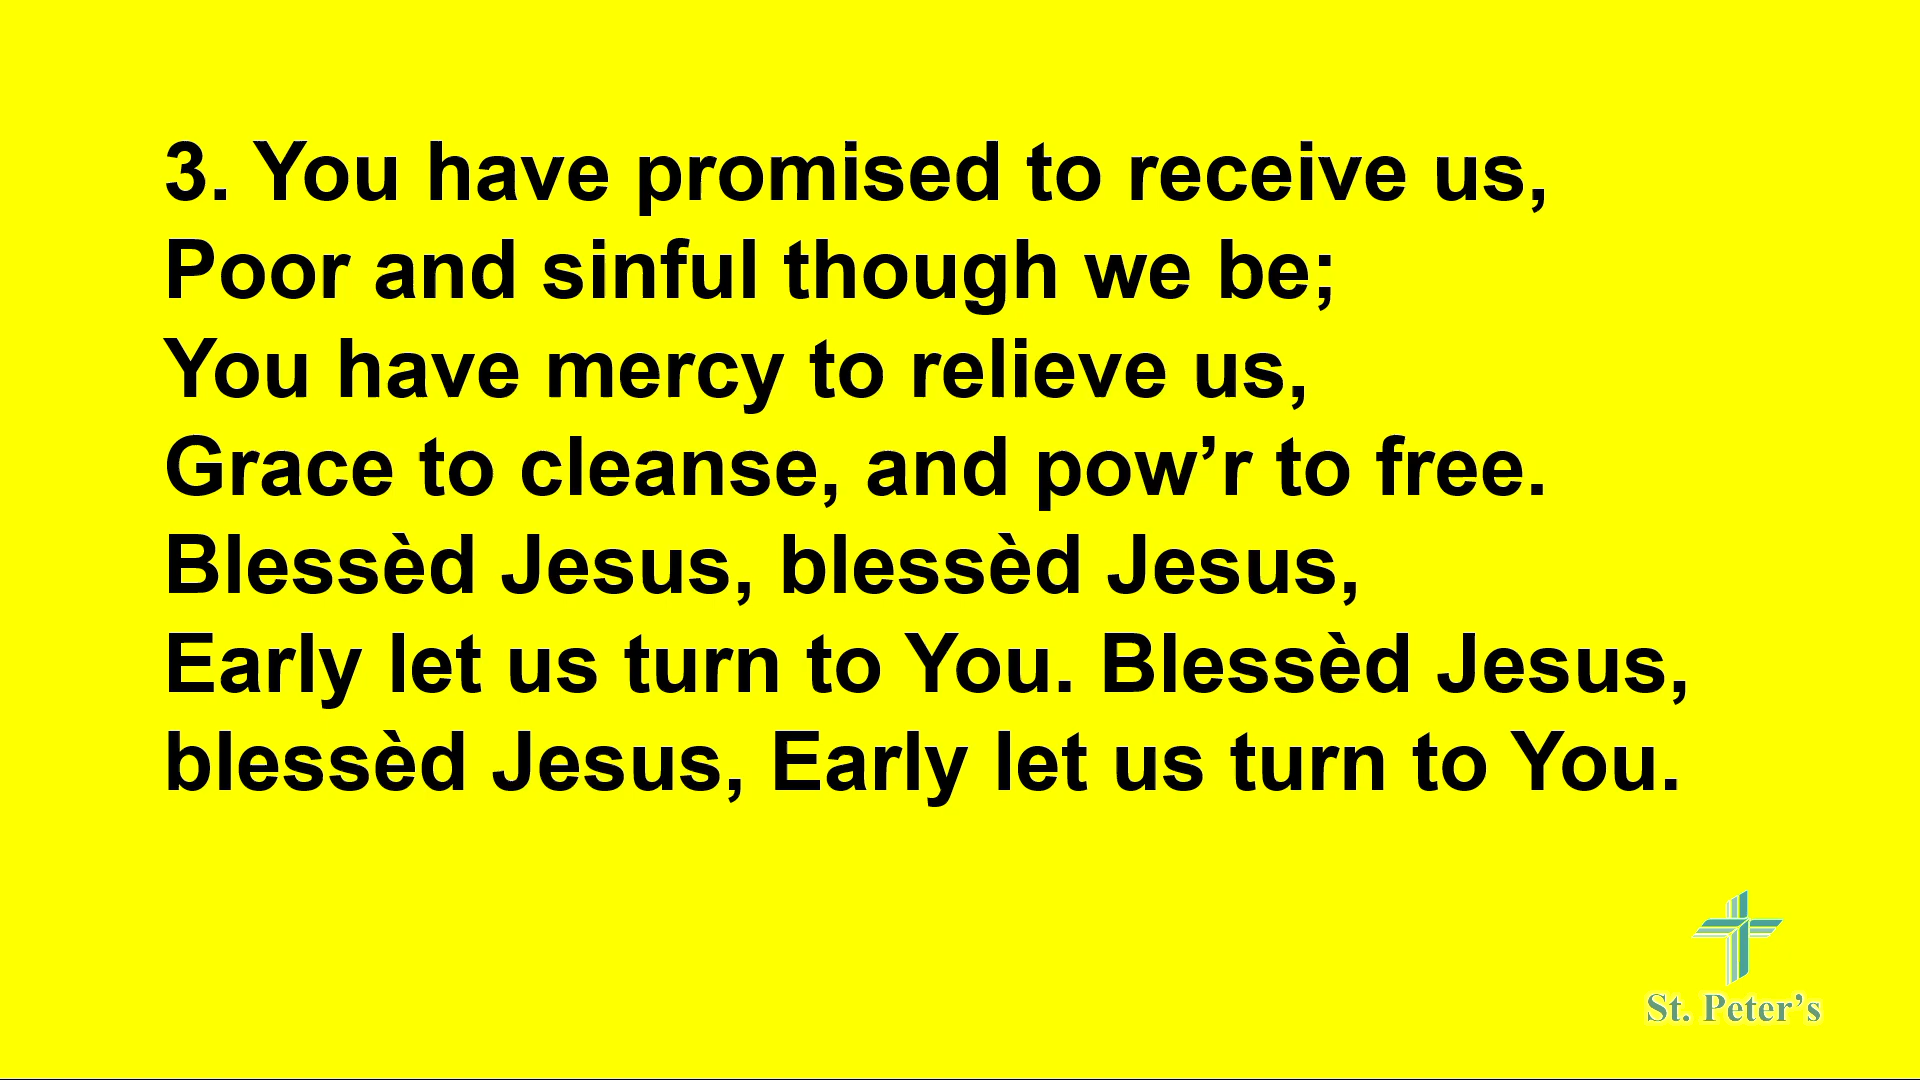 3. You have promised to receive us,
Poor and sinful though we be;
You have mercy to relieve us,
Grace to cleanse, and pow’r to free.
Blessèd Jesus, blessèd Jesus,
Early let us turn to You. Blessèd Jesus,
blessèd Jesus, Early let us turn to You.
St. Peter’s